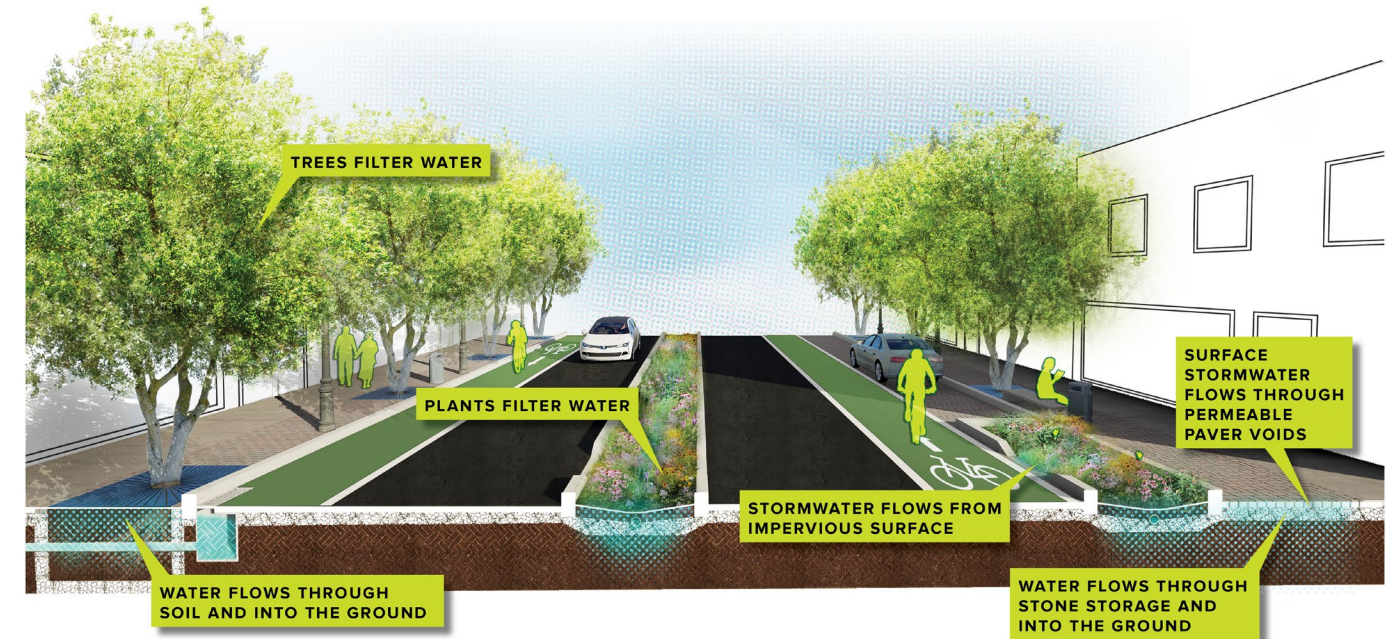 TREES FILTER WATER
PLANTS FILTER WATER
SURFACE
STORMWATER
FLOWS THROUGH
PERMEABLE
PAVER VOIDS
STORMWATER FLOWS FROM
IMPERVIOUS SURFACE
WATER FLOWS THROUGH
SOIL AND INTO THE GROUND
WATER FLOWS THROUGH
STONE STORAGE AND
INTO THE GROUND